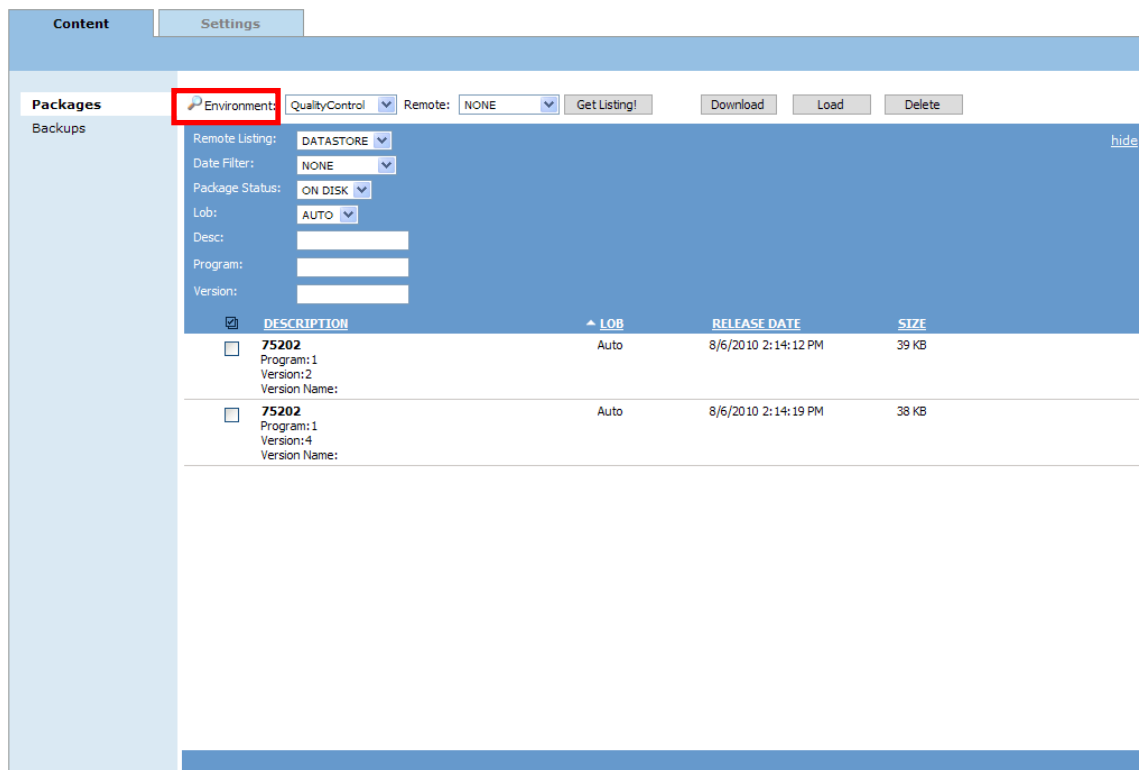 Content Settings
Packages
Backups
Environment: QualityControl Remote: NONE Get Listing! Download Load Delete
Remote Listing: DATASTORE hide
Date Filter: NONE
Package Status: ON DISK
Lob: AUTO
Desc:
Program:
Version:
DESCRIPTION LOB RELEASE DATE SIZE
75202 Auto 8/6/2010 2:14:12 PM 39 KB
Program:1
Version:2
Version Name:
75202 Auto 8/6/2010 2:14:19 PM 38 KB
Program:1
Version:4
Version Name: